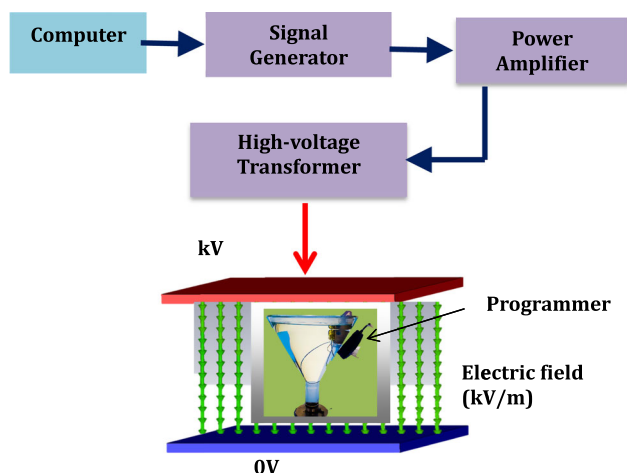 Computer
Signal
Generator
Power
Amplifier
High-voltage
Transformer
kV
Programmer
Electric field
(kV/m)
0V